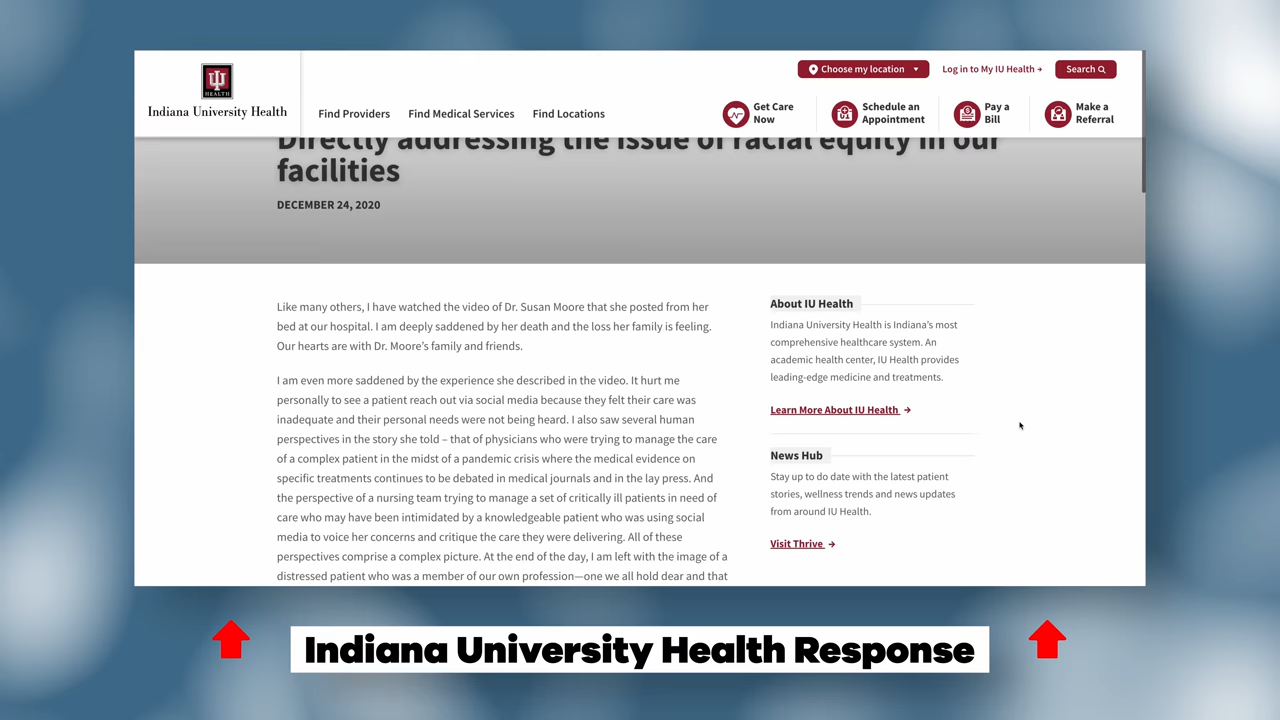 HEALTH
Indiana University Health
Find Providers
Find Medical Services
Find Locations
Choose my location
Log in to My IU Health
Search
Get Care
Now
Schedule an
Appointment
Pay a
Bill
Make a
Referral
Directly addressing the issue of racial equity in our
facilities
DECEMBER 24, 2020
Like many others, I have watched the video of Dr. Susan Moore that she posted from her
bed at our hospital. I am deeply saddened by her death and the loss her family is feeling.
Our hearts are with Dr. Moore's family and friends.
I am even more saddened by the experience she described in the video. It hurt me
personally to see a patient reach out via social media because they felt their care was
inadequate and their personal needs were not being heard. I also saw several human
perspectives in the story she told – that of physicians who were trying to manage the care
of a complex patient in the midst of a pandemic crisis where the medical evidence on
specific treatments continues to be debated in medical journals and in the lay press. And
the perspective of a nursing team trying to manage a set of critically ill patients in need of
care who may have been intimidated by a knowledgeable patient who was using social
media to voice her concerns and critique the care they were delivering. All of these
perspectives comprise a complex picture. At the end of the day, I am left with the image of a
distressed patient who was a member of our own profession—one we all hold dear and that
About IU Health
Indiana University Health is Indiana's most
comprehensive healthcare system. An
academic health center, IU Health provides
leading-edge medicine and treatments.
Learn More About IU Health
News Hub
Stay up to do date with the latest patient
stories, wellness trends and news updates
from around IU Health.
Visit Thrive
Indiana University Health Response